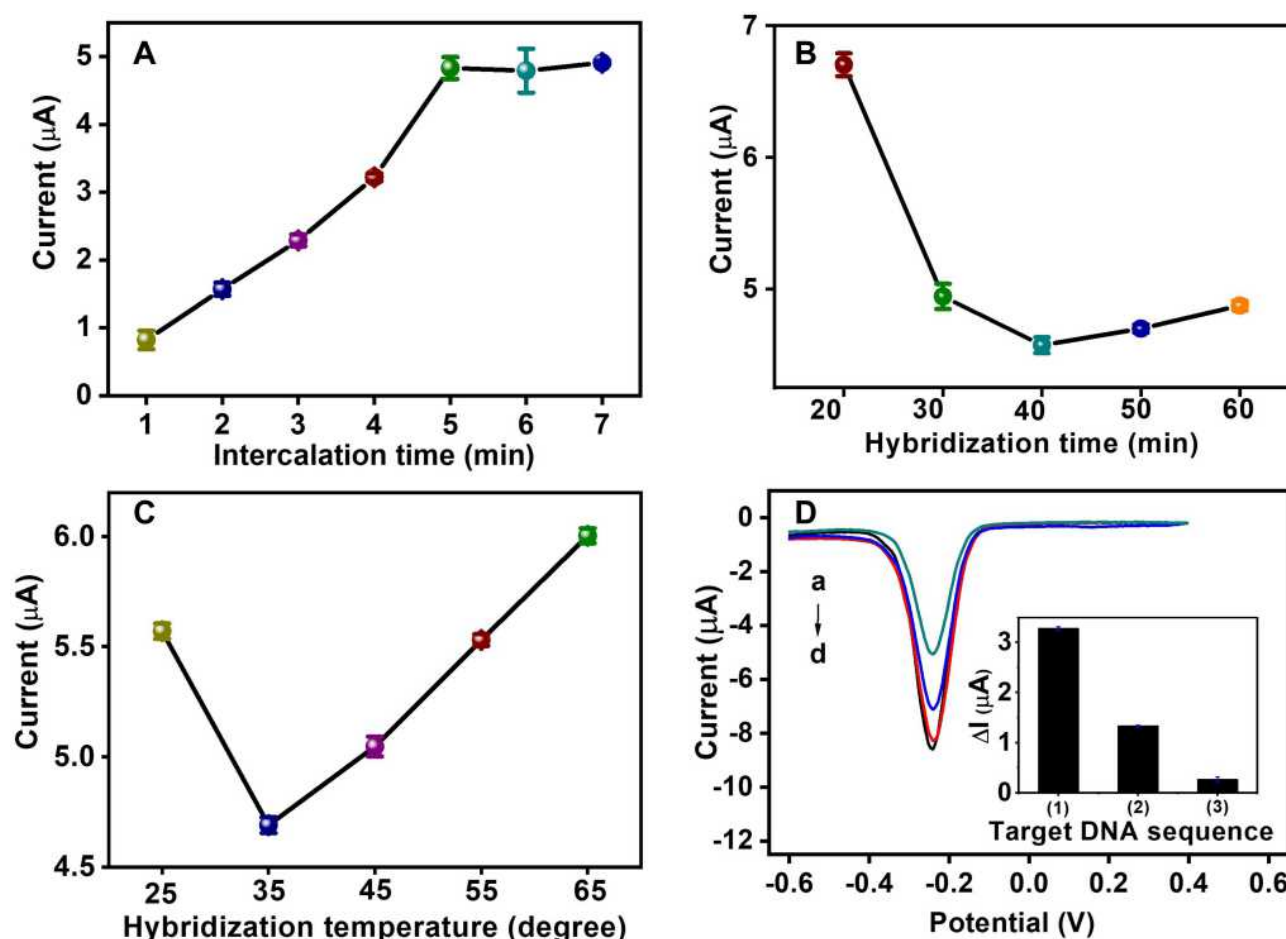 A
Current (μA)
5
4
3
2
1
0
1 2 3 4 5 6 7
Intercalation time (min)
B
Current (μA)
7
6
5
20 30 40 50 60
Hybridization time (min)
C
Current (μA)
6.0
5.5
5.0
4.5
25 35 45 55 65
Hybridization temperature (degree)
D
Current (μA)
0
-2
-4
-6
-8
-10
-12
a
d
ΔI (μA)
3
2
1
0
(1) (2) (3)
Target DNA sequence
-0.6 -0.4 -0.2 0.0 0.2 0.4 0.6
Potential (V)